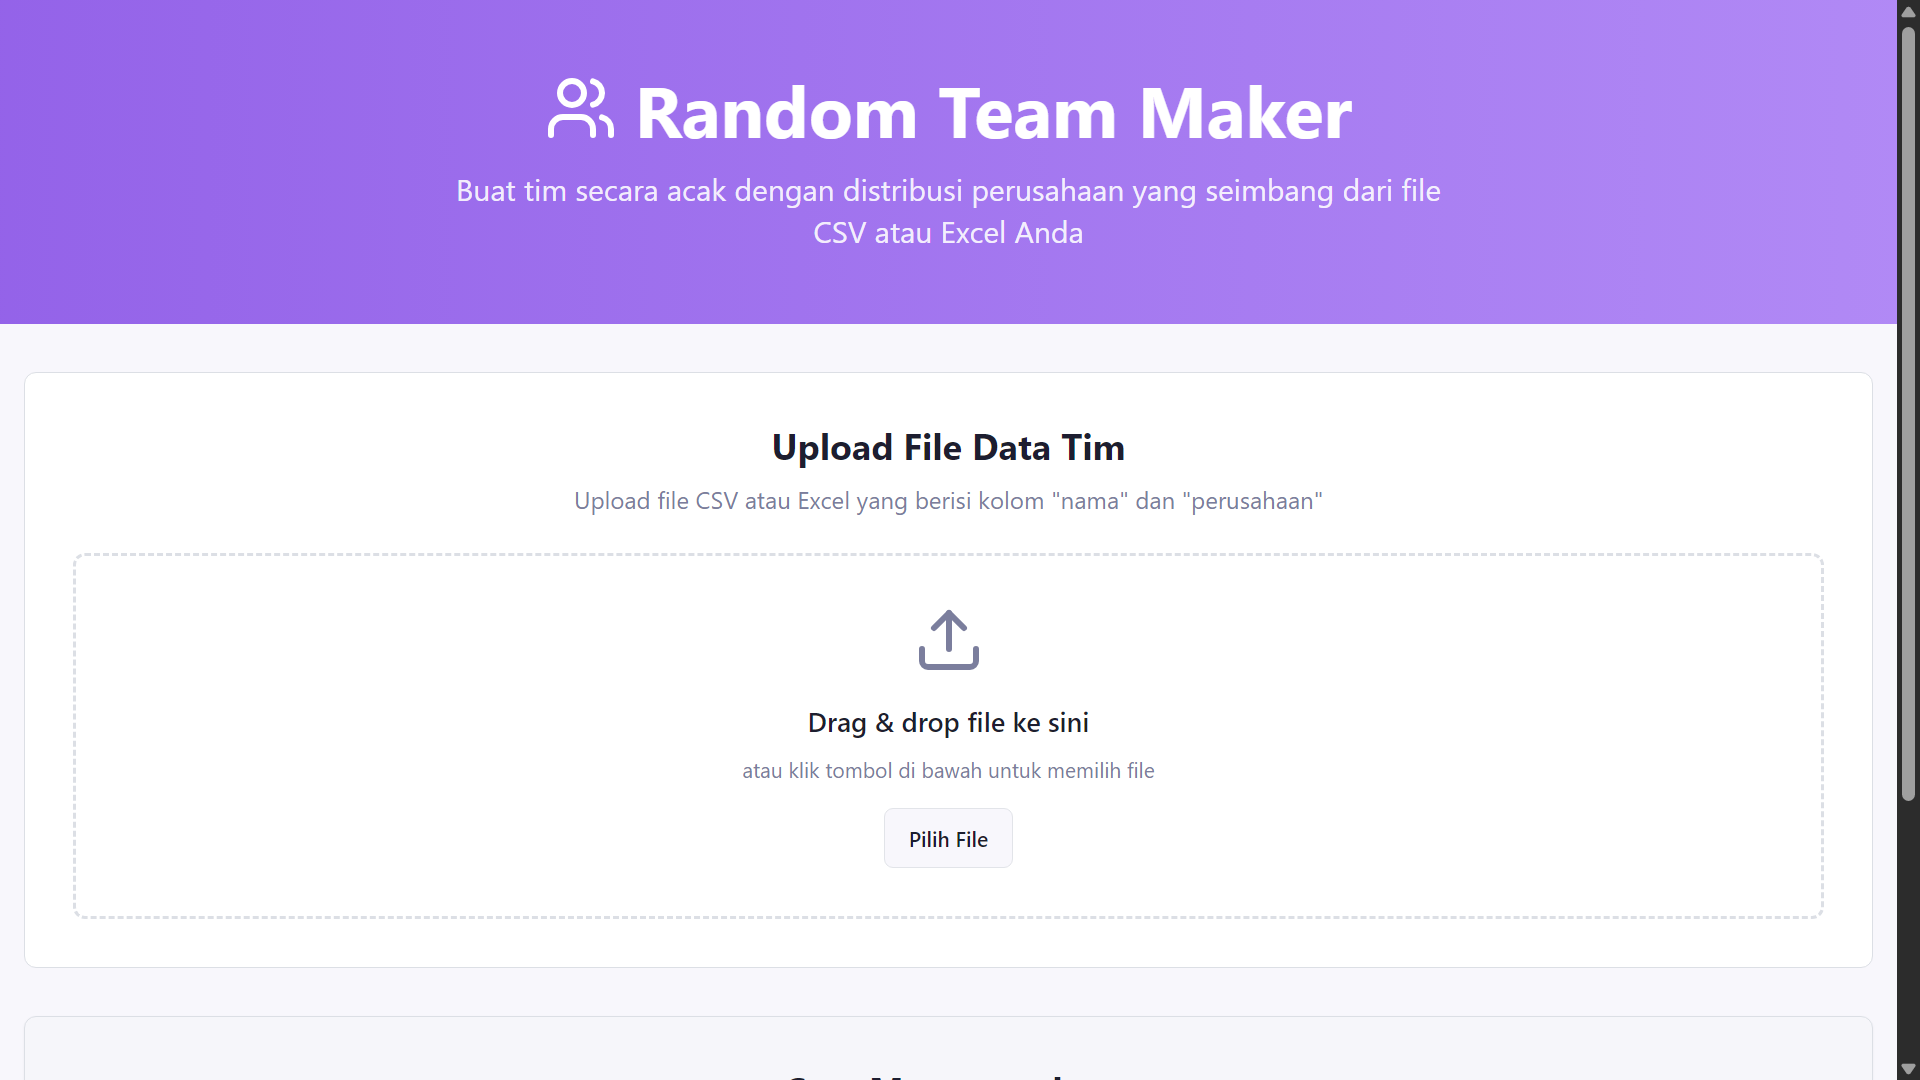 Random Team Maker
Buat tim secara acak dengan distribusi perusahaan yang seimbang dari file
CSV atau Excel Anda
Upload File Data Tim
Upload file CSV atau Excel yang berisi kolom "nama" dan "perusahaan"
Drag & drop file ke sini
atau klik tombol di bawah untuk memilih file
Pilih File